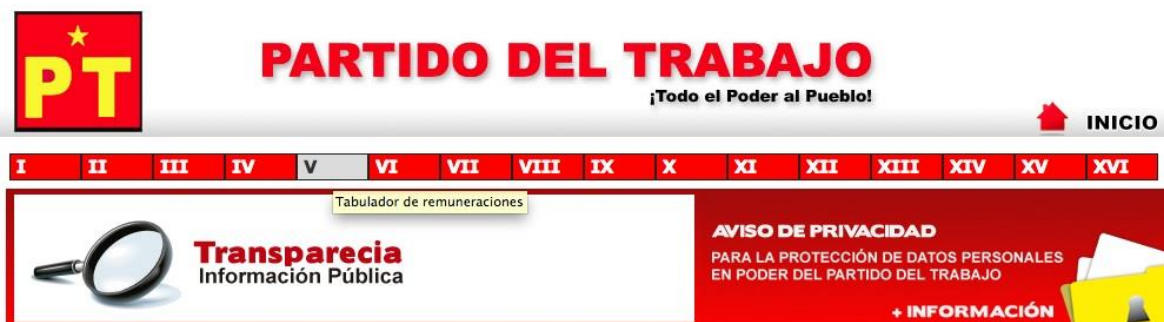 PT
PARTIDO DEL TRABAJO
¡Todo el Poder al Pueblo!
INICIO
I II III IV V VI VII VIII IX X XI XII XIII XIV XV XVI
Tabulador de remuneraciones
Transparecia
Información Pública
AVISO DE PRIVACIDAD
PARA LA PROTECCIÓN DE DATOS PERSONALES
EN PODER DEL PARTIDO DEL TRABAJO
+ INFORMACIÓN